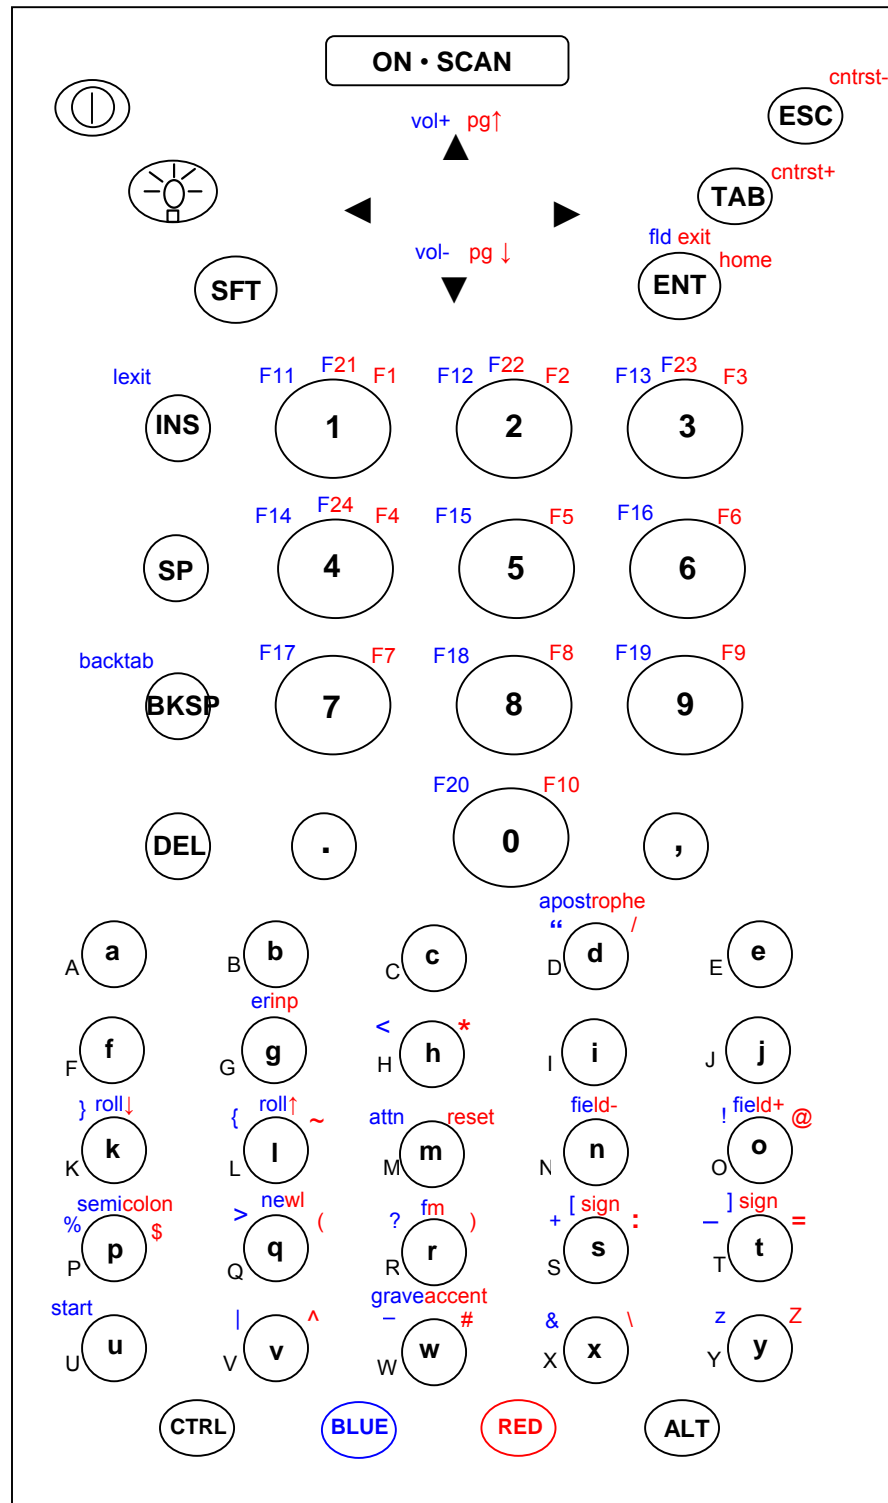 ON • SCAN
cntrst-
ESC
vol+ pg↑
cntrst+
TAB
vol- pg ↓
fld exit
home
SFT
ENT
lexit
F11 F21 F1
F12 F22 F2
F13 F23 F3
INS 1 2 3
F14 F24 F4
F15 F5
F16 F6
SP 4 5 6
backtab
F17 F7
F18 F8
F19 F9
BKSP 7 8 9
F20 F10
DEL . 0 ,
apostrophe
“ /
A a B b C c D d E e
erinp
< *
F f G g H h I i J j
} roll↓
{ roll↑ ~
attn reset
field-
! field+ @
K k L l M m N n O o
semicolon
% $
newl
> (
fm
? )
[ sign
+ :
] sign
– =
P p Q q R r S s T t
start
| ^
graveaccent
– #
& \
z Z
U u V v W w X x Y y
CTRL BLUE RED ALT